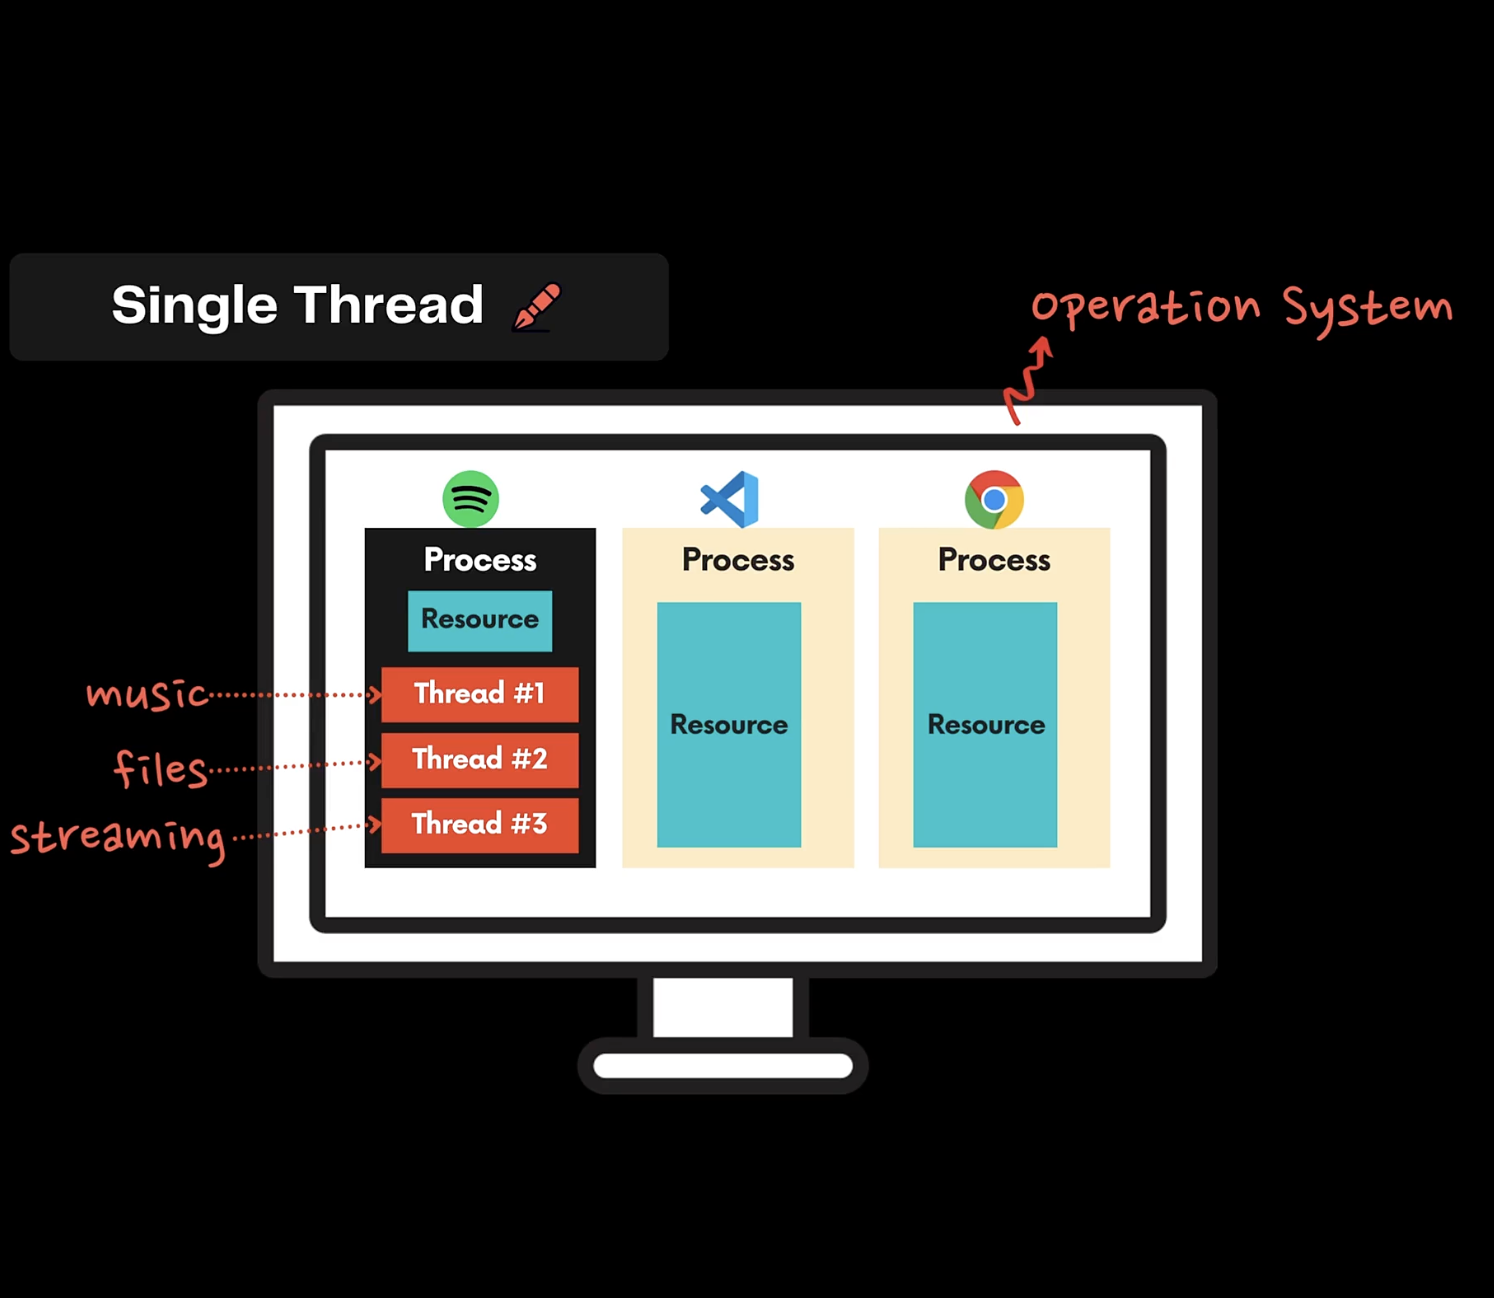 Single Thread
Operation System
Process
Resource
music
Thread #1
files
Thread #2
streaming
Thread #3
Process
Resource
Process
Resource